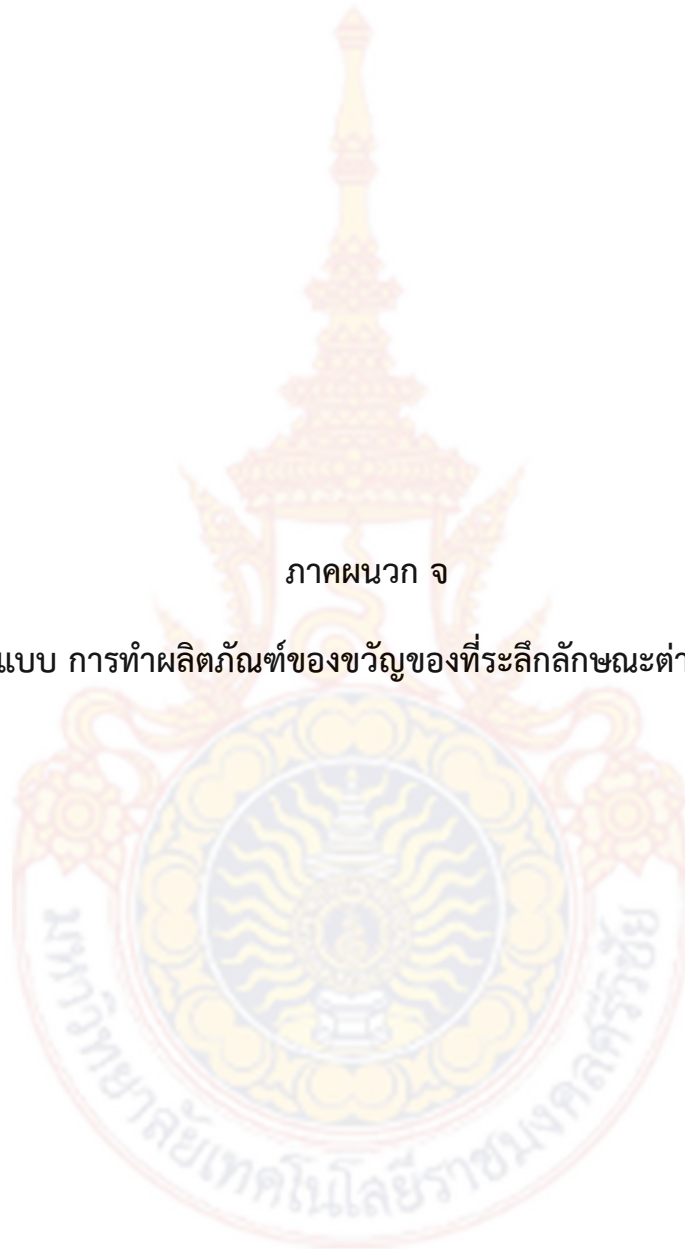 ภาคผนวก จ
แบบ การทำผลิตภัณฑ์ของขวัญของที่ระลึกลักษณะต่า
มหาวิทยาลัยเทคโนโลยีราชมงคลศรีวิชัย